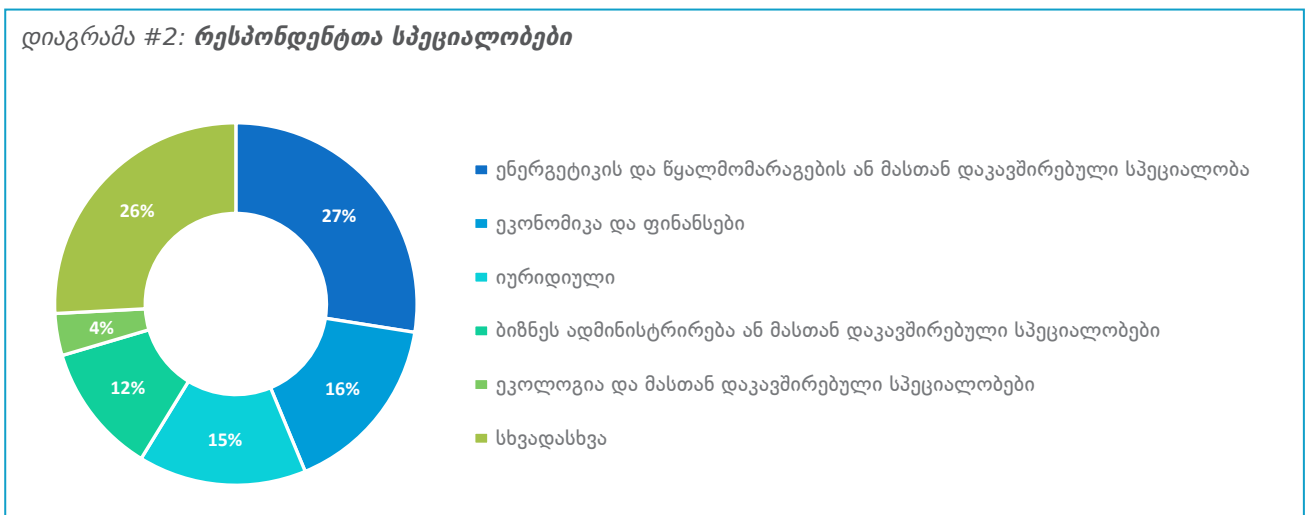 დიაგრამა #2: რესპონდენტთა სპეციალობები
27%
16%
15%
12%
4%
26%
ენერგეტიკის და წყალმომარაგების ან მასთან დაკავშირებული სპეციალობა
ეკონომიკა და ფინანსები
იურიდიული
ბიზნეს ადმინისტრირება ან მასთან დაკავშირებული სპეციალობები
ეკოლოგია და მასთან დაკავშირებული სპეციალობები
სხვადასხვა